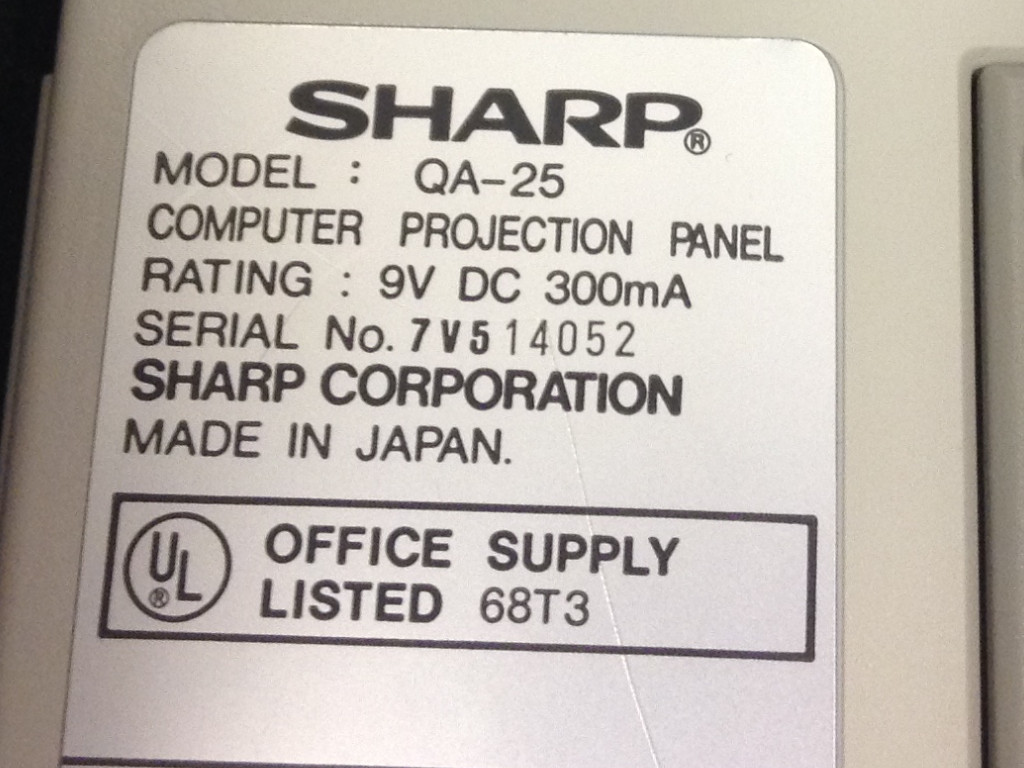 SHARP®
MODEL : QA-25
COMPUTER PROJECTION PANEL
RATING : 9V DC 300mA
SERIAL No. 7V514052
SHARP CORPORATION
MADE IN JAPAN.
UL® OFFICE SUPPLY
LISTED 68T3